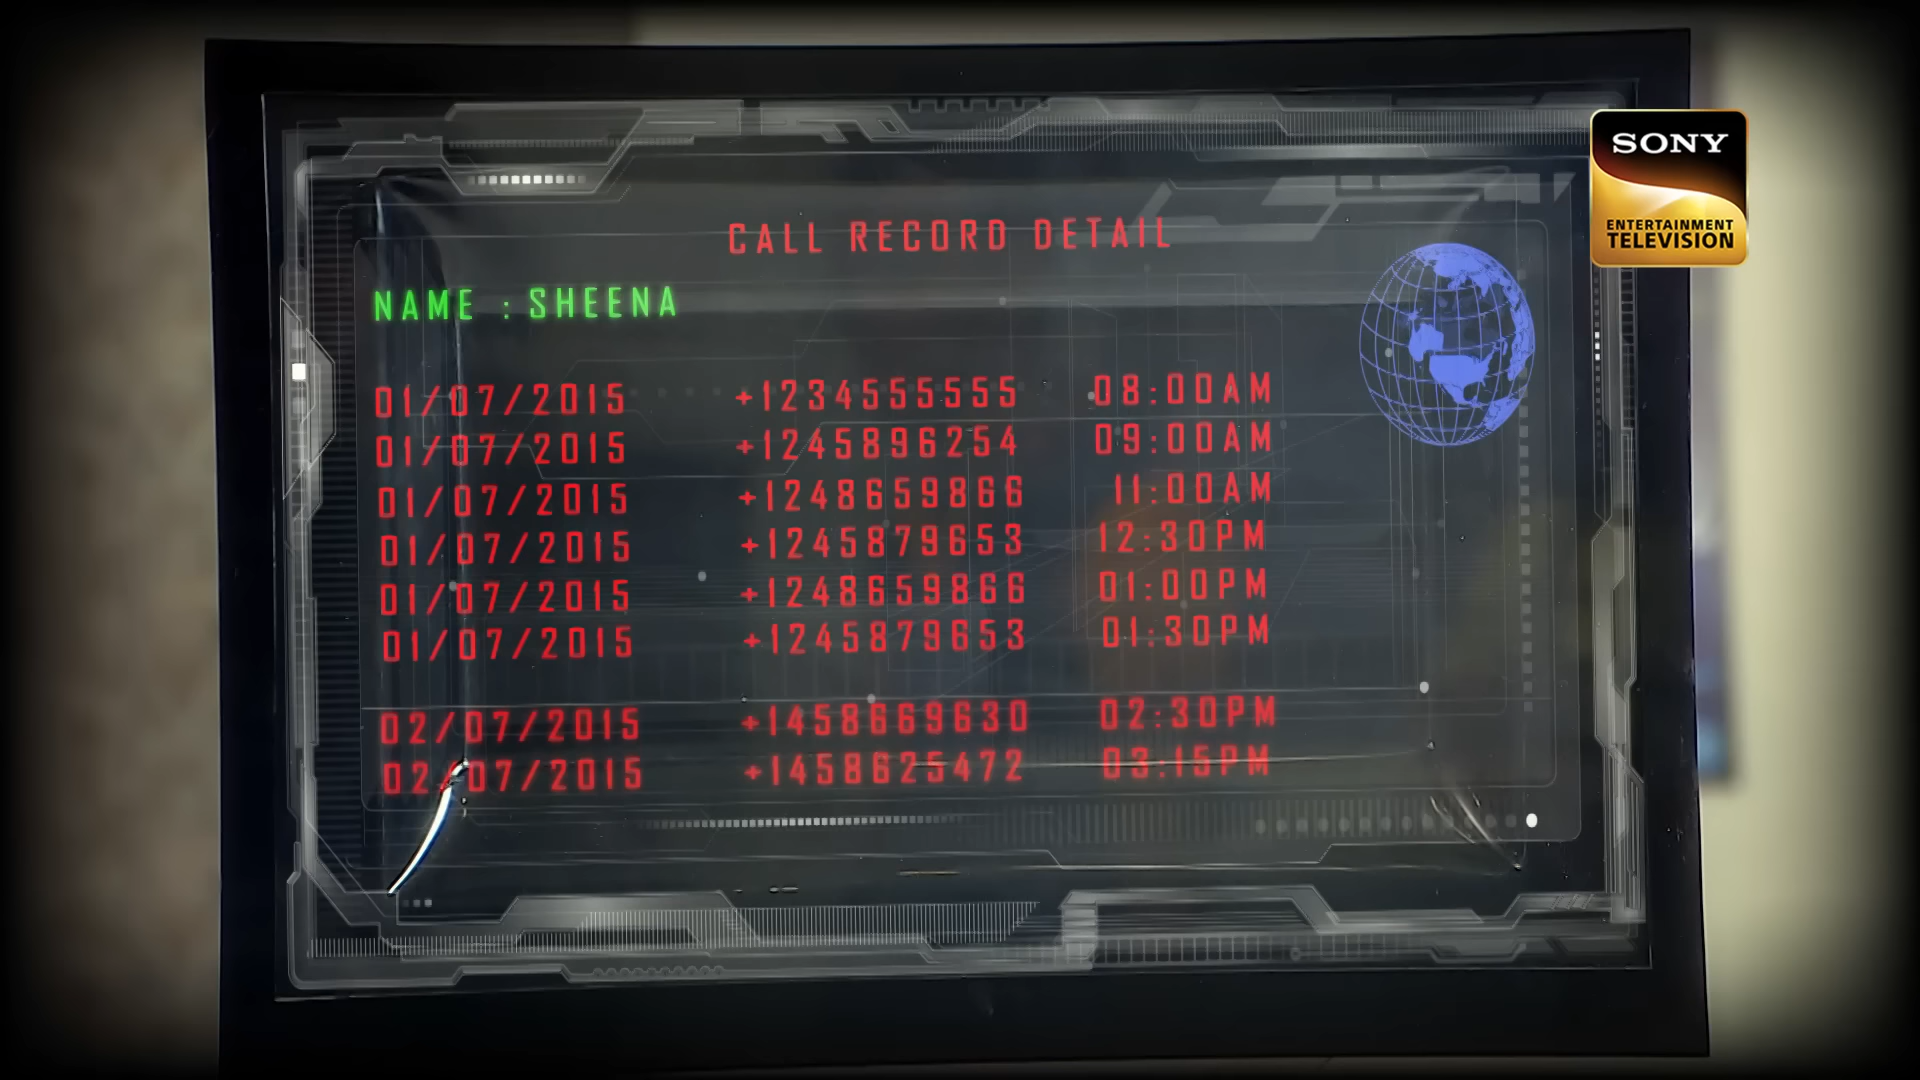 SONY
ENTERTAINMENT
TELEVISION
CALL RECORD DETAIL
NAME : SHEENA
01/07/2015 +1234555555 08:00AM
01/07/2015 +1245896254 09:00AM
01/07/2015 +1248659866 11:00AM
01/07/2015 +1245879653 12:30PM
01/07/2015 +1248659866 01:00PM
01/07/2015 +1245879653 01:30PM
02/07/2015 +1458669630 02:30PM
02/07/2015 +1458625472 03:15PM